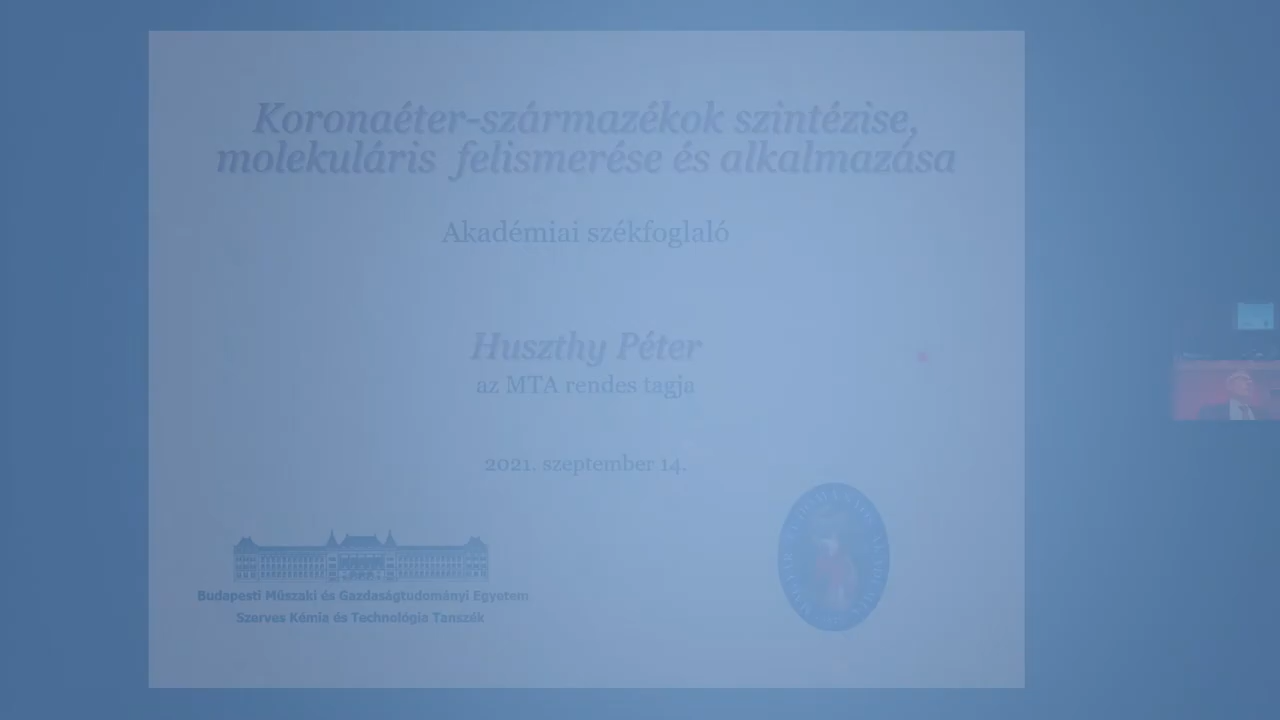 Koronaéter-származékok szintézise,
molekuláris felismerése és alkalmazása
Akadémiai székfoglaló
Huszthy Péter
az MTA rendes tagja
2021. szeptember 14.
Budapesti Műszaki és Gazdaságtudományi Egyetem
Szerves Kémia és Technológia Tanszék